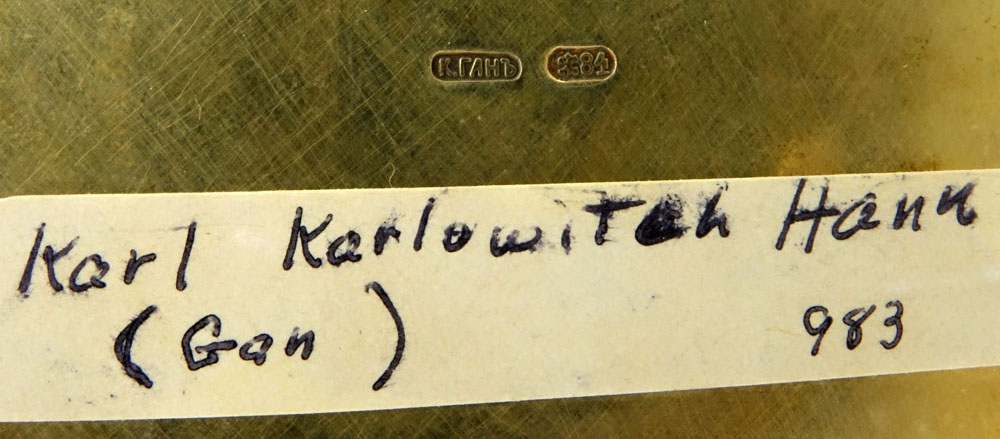 К.ГАНЪ 84
Karl Karlowitch Hann
(Gan) 983